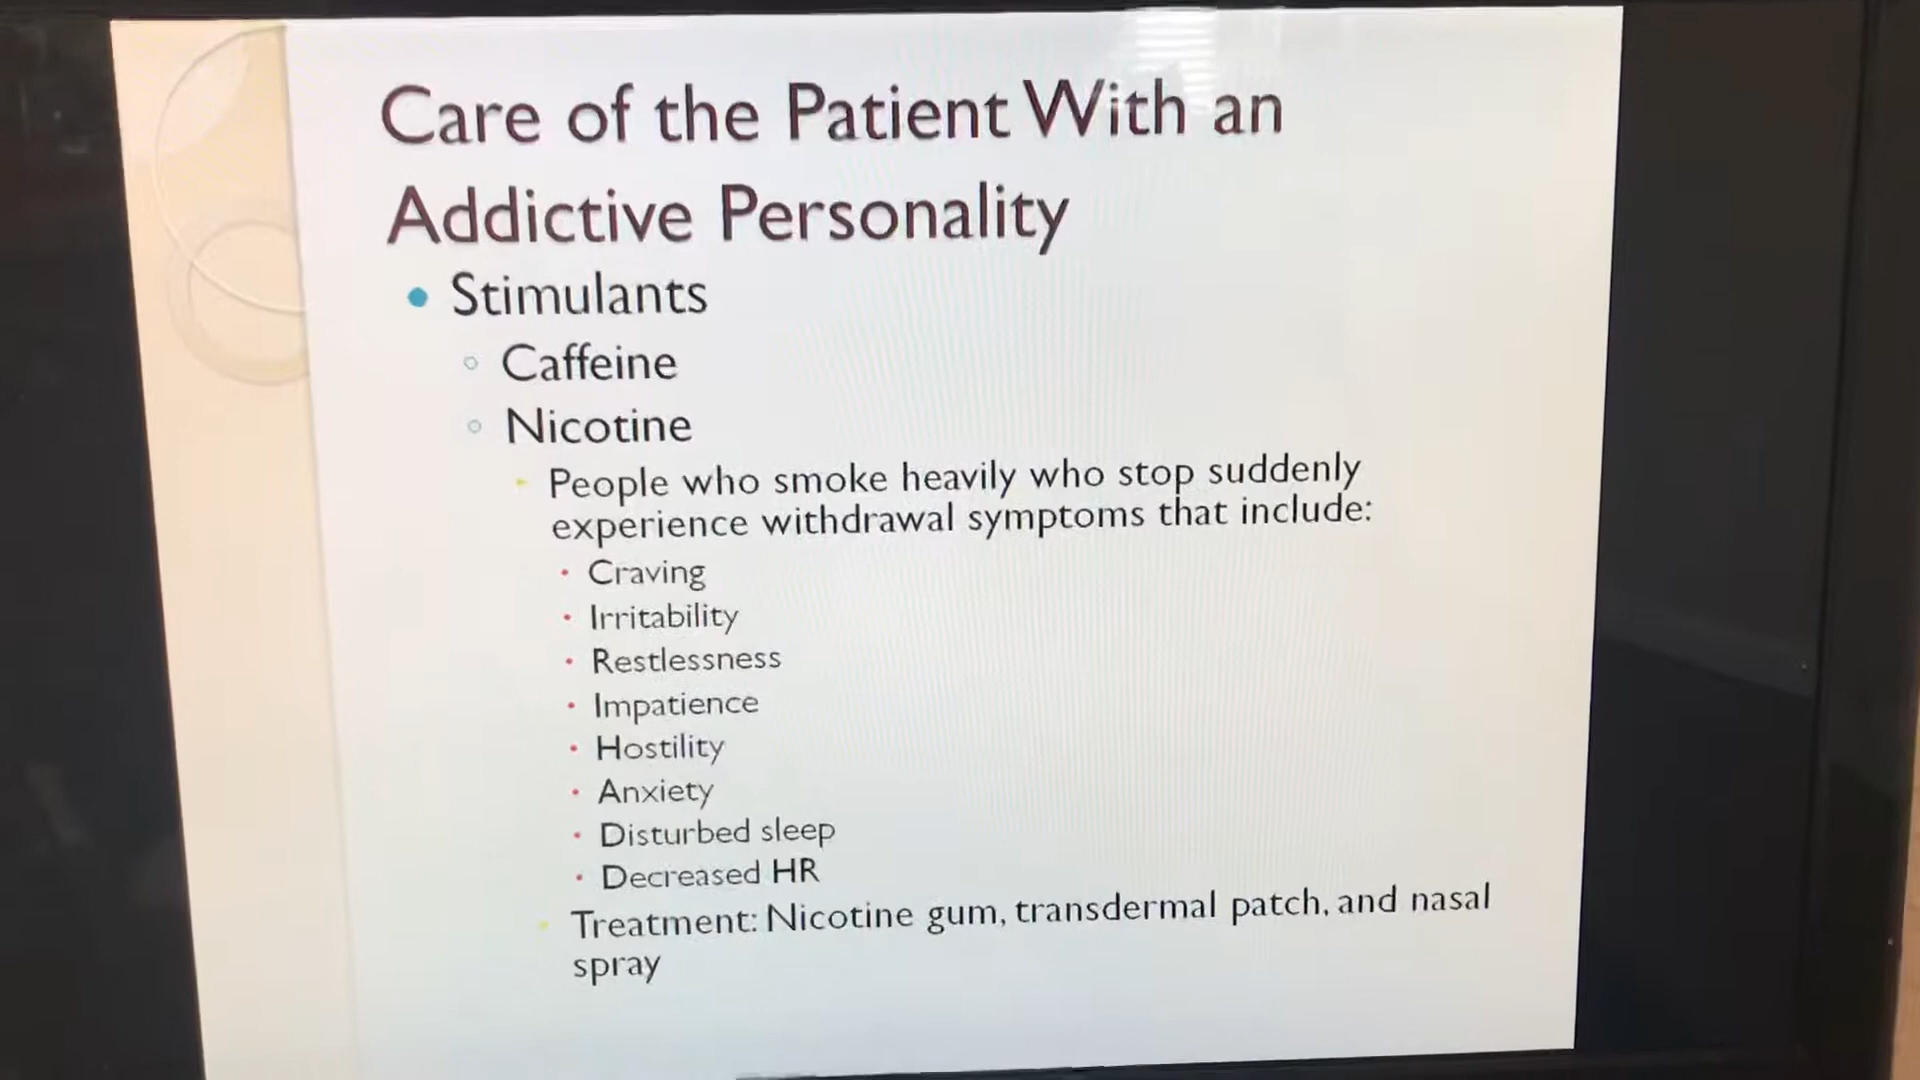 Care of the Patient With an
Addictive Personality
Stimulants
Caffeine
Nicotine
People who smoke heavily who stop suddenly
experience withdrawal symptoms that include:
Craving
Irritability
Restlessness
Impatience
Hostility
Anxiety
Disturbed sleep
Decreased HR
Treatment: Nicotine gum, transdermal patch, and nasal
spray